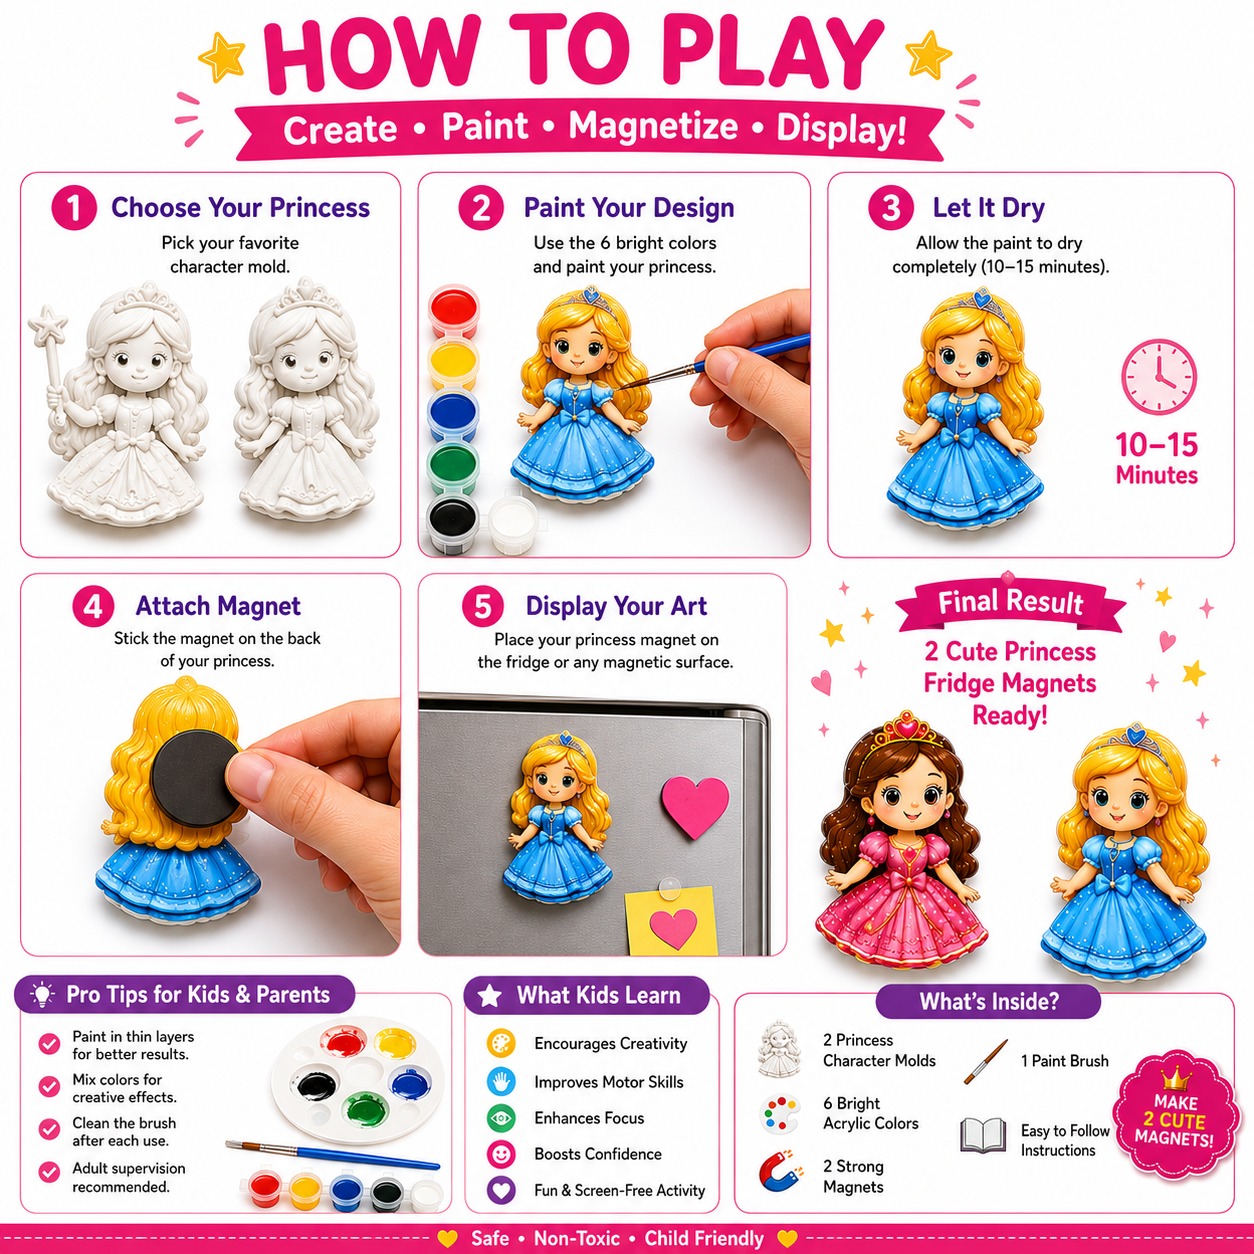 HOW TO PLAY
Create • Paint • Magnetize • Display!
1 Choose Your Princess
Pick your favorite
character mold.
2 Paint Your Design
Use the 6 bright colors
and paint your princess.
3 Let It Dry
Allow the paint to dry
completely (10–15 minutes).
10–15
Minutes
4 Attach Magnet
Stick the magnet on the back
of your princess.
5 Display Your Art
Place your princess magnet on
the fridge or any magnetic surface.
Final Result
2 Cute Princess
Fridge Magnets
Ready!
Pro Tips for Kids & Parents
Paint in thin layers
for better results.
Mix colors for
creative effects.
Clean the brush
after each use.
Adult supervision
recommended.
What Kids Learn
Encourages Creativity
Improves Motor Skills
Enhances Focus
Boosts Confidence
Fun & Screen-Free Activity
What's Inside?
2 Princess
Character Molds
6 Bright
Acrylic Colors
2 Strong
Magnets
1 Paint Brush
Easy to Follow
Instructions
MAKE
2 CUTE
MAGNETS!
Safe • Non-Toxic • Child Friendly